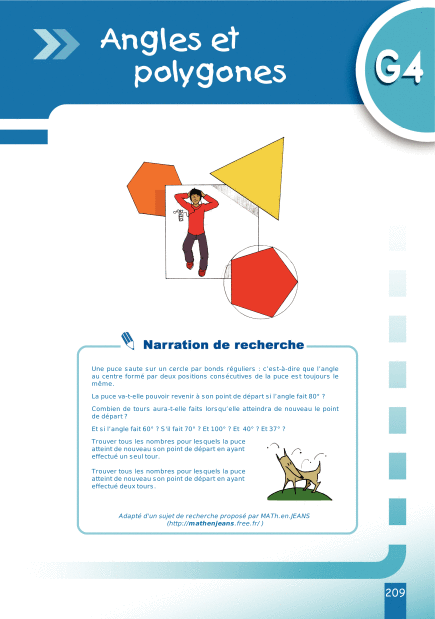 Angles et
polygones
G4
Narration de recherche
Une puce saute sur un cercle par bonds réguliers : c'est-à-dire que l'angle
au centre formé par deux positions consécutives de la puce est toujours le
même.
La puce va-t-elle pouvoir revenir à son point de départ si l'angle fait 80° ?
Combien de tours aura-t-elle faits lorsqu'elle atteindra de nouveau le point
de départ ?
Et si l'angle fait 60° ? S'il fait 70° ? Et 100° ? Et 40° ? Et 37° ?
Trouver tous les nombres pour lesquels la puce
atteint de nouveau son point de départ en ayant
effectué un seul tour.
Trouver tous les nombres pour lesquels la puce
atteint de nouveau son point de départ en ayant
effectué deux tours.
Adapté d'un sujet de recherche proposé par MATh.en.JEANS
(http://mathenjeans.free.fr/ )
209